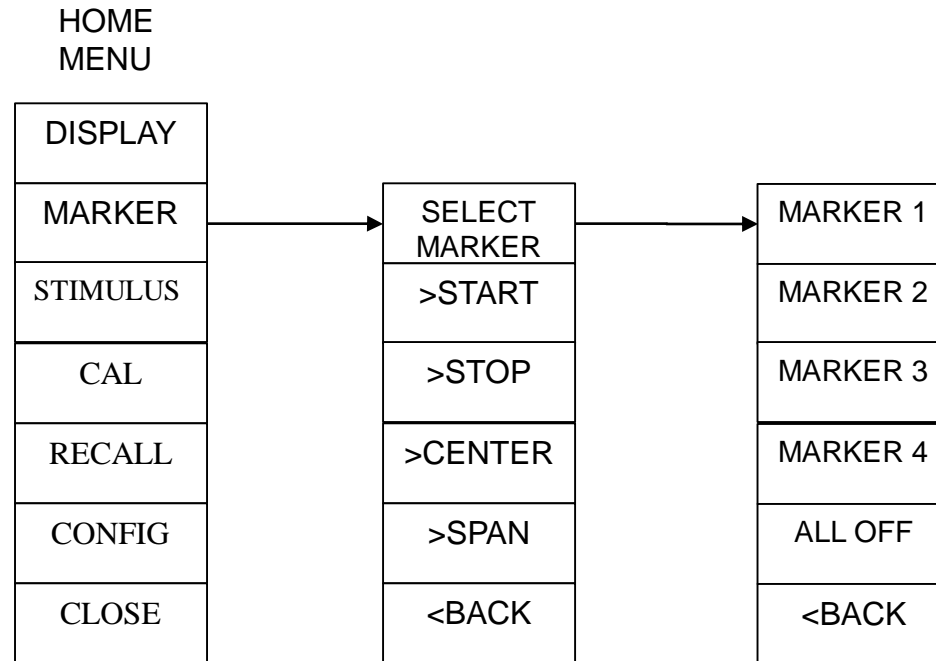 HOME
MENU
DISPLAY
MARKER
STIMULUS
CAL
RECALL
CONFIG
CLOSE
SELECT
MARKER
>START
>STOP
>CENTER
>SPAN
<BACK
MARKER 1
MARKER 2
MARKER 3
MARKER 4
ALL OFF
<BACK